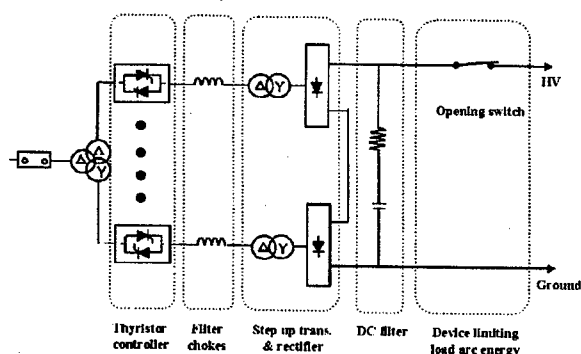 HV
Opening switch
Δ
Y
Δ
Δ
Y
Δ
Y
Ground
Thyristor
controller
Filter
chokes
Step up trans.
& rectifier
DC filter
Device limiting
load arc energy